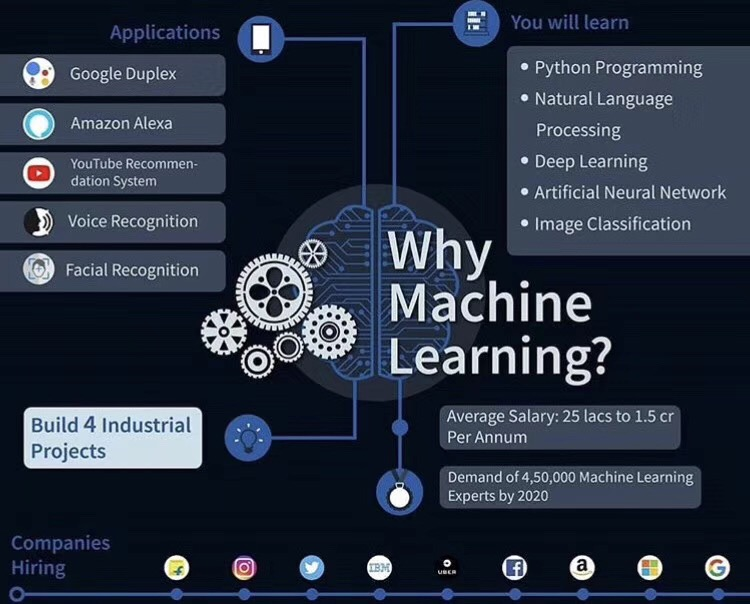 Applications
Google Duplex
Amazon Alexa
YouTube Recommen-
dation System
Voice Recognition
Facial Recognition
You will learn
• Python Programming
• Natural Language
Processing
• Deep Learning
• Artificial Neural Network
• Image Classification
Why
Machine
Learning?
Build 4 Industrial
Projects
Average Salary: 25 lacs to 1.5 cr
Per Annum
Demand of 4,50,000 Machine Learning
Experts by 2020
Companies
Hiring
IBM
UBER